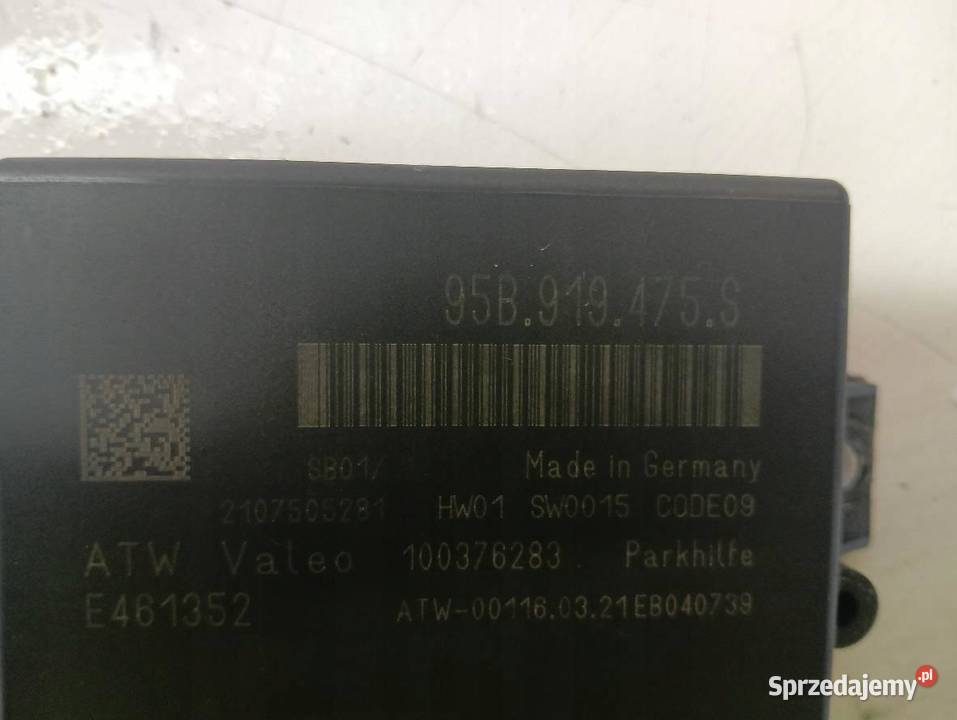 95B.919.475.S
SB01/ Made in Germany
2107505281 HW01 SW0015 CODE09
ATW Valeo 100376283. Parkhilfe
E461352 ATW-00116.03.21EB040739
Sprzedajemy.pl